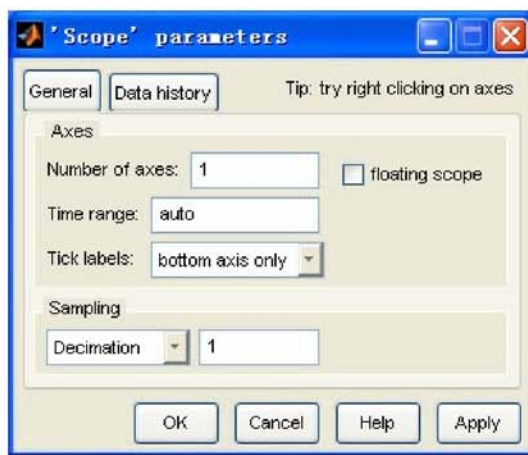 'Scope' parameters
General Data history Tip: try right clicking on axes
Axes
Number of axes: 1 floating scope
Time range: auto
Tick labels: bottom axis only
Sampling
Decimation 1
OK Cancel Help Apply